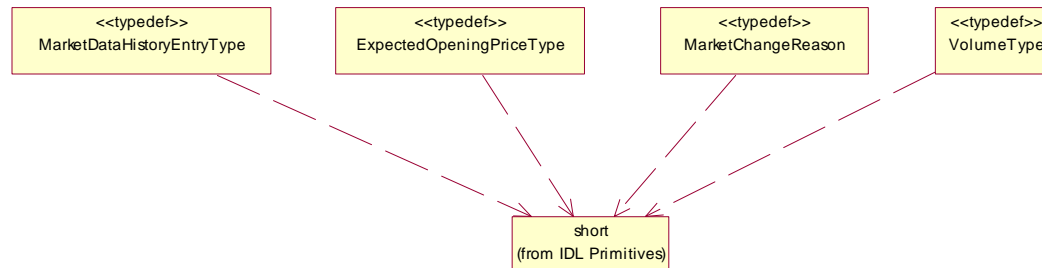 <<typedef>>
MarketDataHistoryEntryType
<<typedef>>
ExpectedOpeningPriceType
<<typedef>>
MarketChangeReason
<<typedef>>
VolumeType
short
(from IDL Primitives)